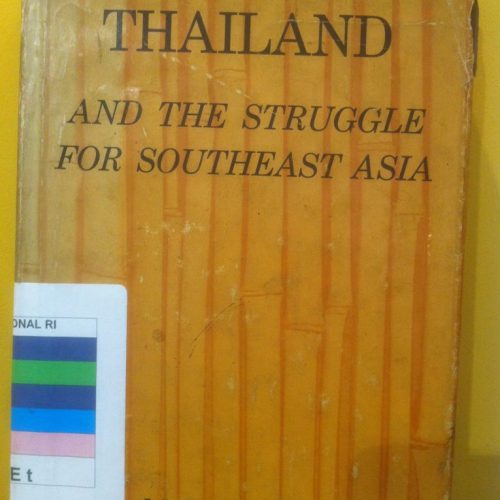 THAILAND
AND THE STRUGGLE
FOR SOUTHEAST ASIA
ONAL RI
E t